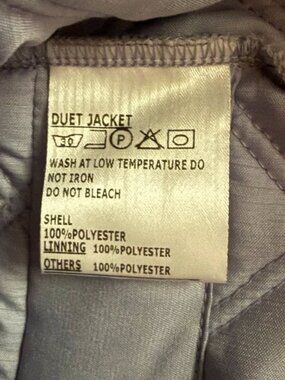 DUET JACKET
30 P
WASH AT LOW TEMPERATURE DO
NOT IRON
DO NOT BLEACH
SHELL
100%POLYESTER
LINNING 100%POLYESTER
OTHERS 100%POLYESTER